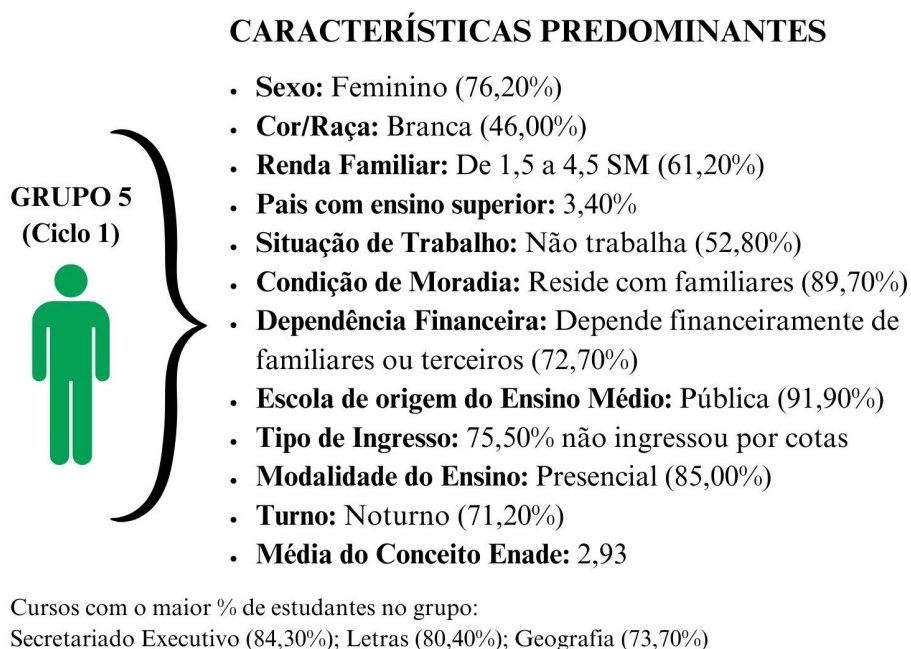 CARACTERÍSTICAS PREDOMINANTES
GRUPO 5
(Ciclo 1)
• Sexo: Feminino (76,20%)
• Cor/Raça: Branca (46,00%)
• Renda Familiar: De 1,5 a 4,5 SM (61,20%)
• Pais com ensino superior: 3,40%
• Situação de Trabalho: Não trabalha (52,80%)
• Condição de Moradia: Reside com familiares (89,70%)
• Dependência Financeira: Depende financeiramente de
familiares ou terceiros (72,70%)
• Escola de origem do Ensino Médio: Pública (91,90%)
• Tipo de Ingresso: 75,50% não ingressou por cotas
• Modalidade do Ensino: Presencial (85,00%)
• Turno: Noturno (71,20%)
• Média do Conceito Enade: 2,93
Cursos com o maior % de estudantes no grupo:
Secretariado Executivo (84,30%); Letras (80,40%); Geografia (73,70%)